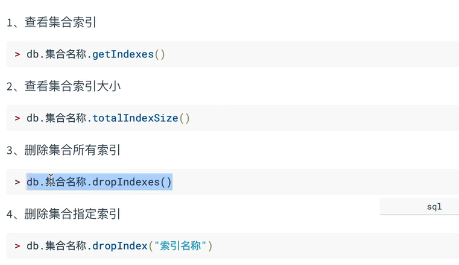 1、查看集合索引
> db.集合名称.getIndexes()
2、查看集合索引大小
> db.集合名称.totalIndexSize()
3、删除集合所有索引
> db.集合名称.dropIndexes()
sql
4、删除集合指定索引
> db.集合名称.dropIndex("索引名称")